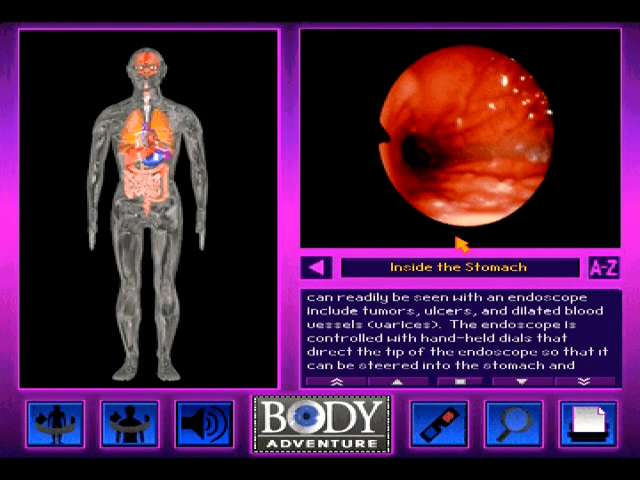 Inside the Stomach
A-Z
can readily be seen with an endoscope
include tumors, ulcers, and dilated blood
vessels (varices).  The endoscope is
controlled with hand-held dials that
direct the tip of the endoscope so that it
can be steered into the stomach and
BODY
ADVENTURE